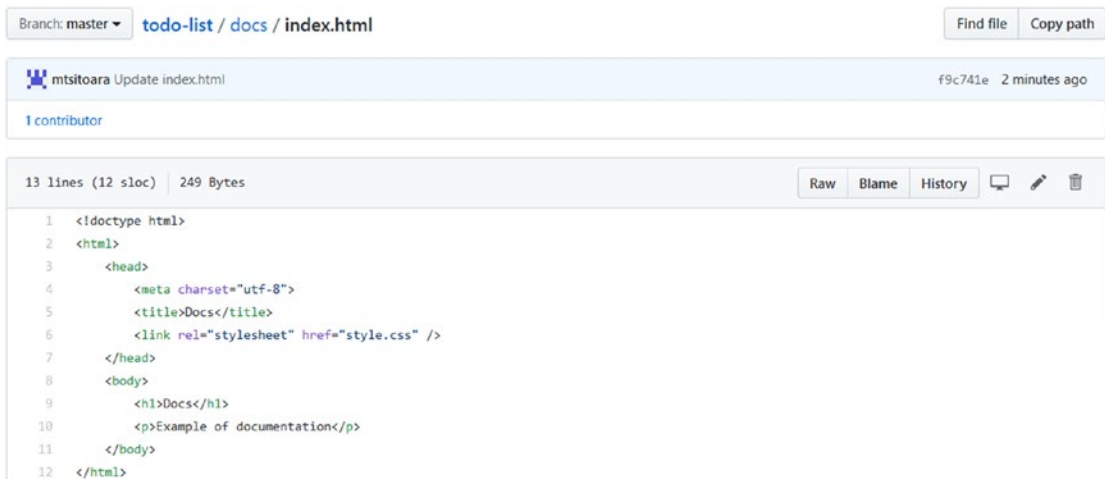 Branch: master todo-list / docs / index.html Find file Copy path
mtsitoara Update index.html f9c741e 2 minutes ago
1 contributor
13 lines (12 sloc) 249 Bytes Raw Blame History
1 <!doctype html>
2 <html>
3 <head>
4 <meta charset="utf-8">
5 <title>Docs</title>
6 <link rel="stylesheet" href="style.css" />
7 </head>
8 <body>
9 <h1>Docs</h1>
10 <p>Example of documentation</p>
11 </body>
12 </html>